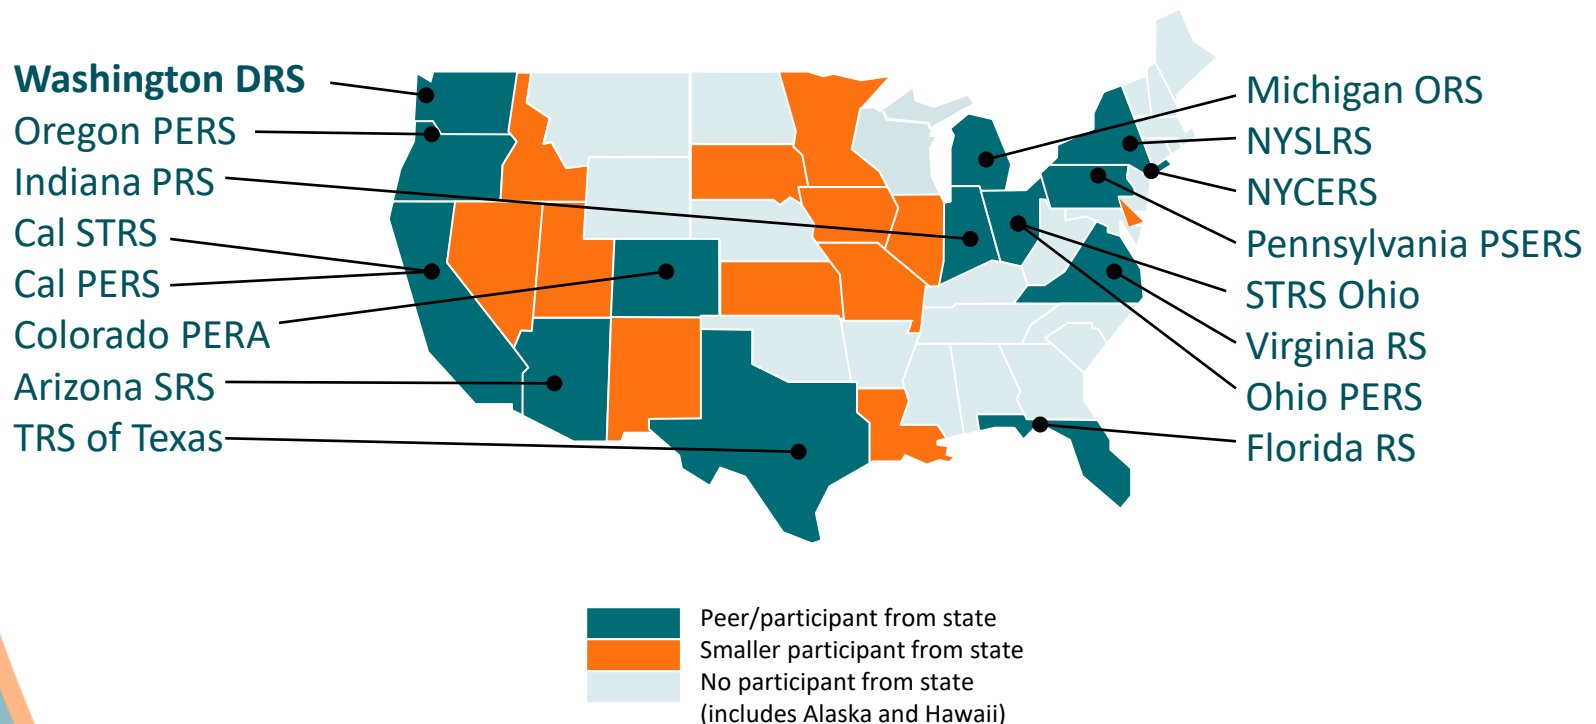 Washington DRS
Oregon PERS
Indiana PRS
Cal STRS
Cal PERS
Colorado PERA
Arizona SRS
TRS of Texas
Michigan ORS
NYSLRS
NYCERS
Pennsylvania PSERS
STRS Ohio
Virginia RS
Ohio PERS
Florida RS
Peer/participant from state
Smaller participant from state
No participant from state
(includes Alaska and Hawaii)